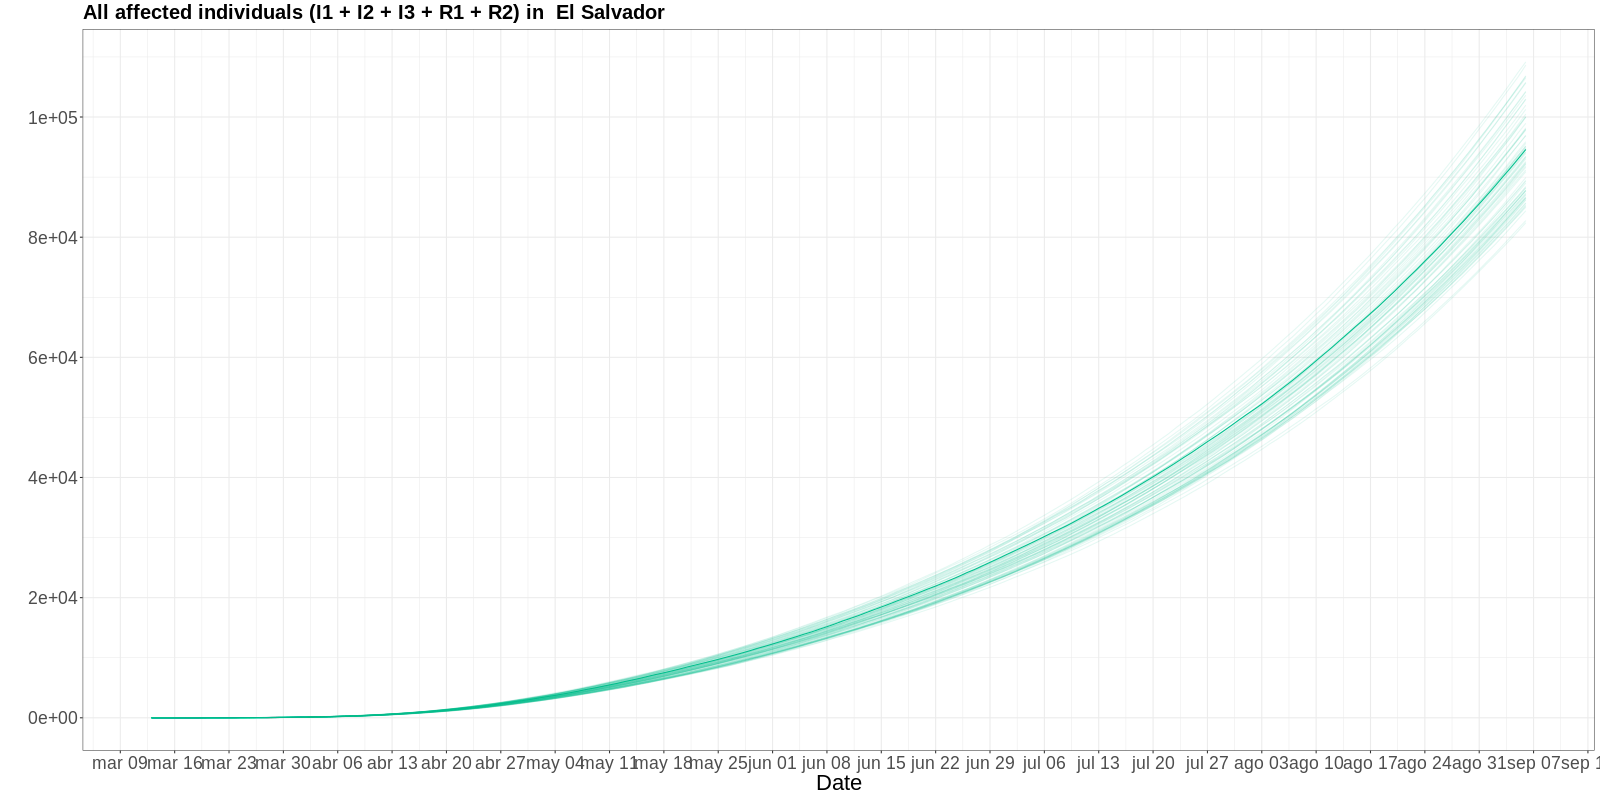 All affected individuals (I1 + I2 + I3 + R1 + R2) in  El Salvador
1e+05
8e+04
6e+04
4e+04
2e+04
0e+00
mar 09 mar 16 mar 23 mar 30 abr 06 abr 13 abr 20 abr 27 may 04 may 11 may 18 may 25 jun 01 jun 08 jun 15 jun 22 jun 29 jul 06 jul 13 jul 20 jul 27 ago 03 ago 10 ago 17 ago 24 ago 31 sep 07 sep 1
Date